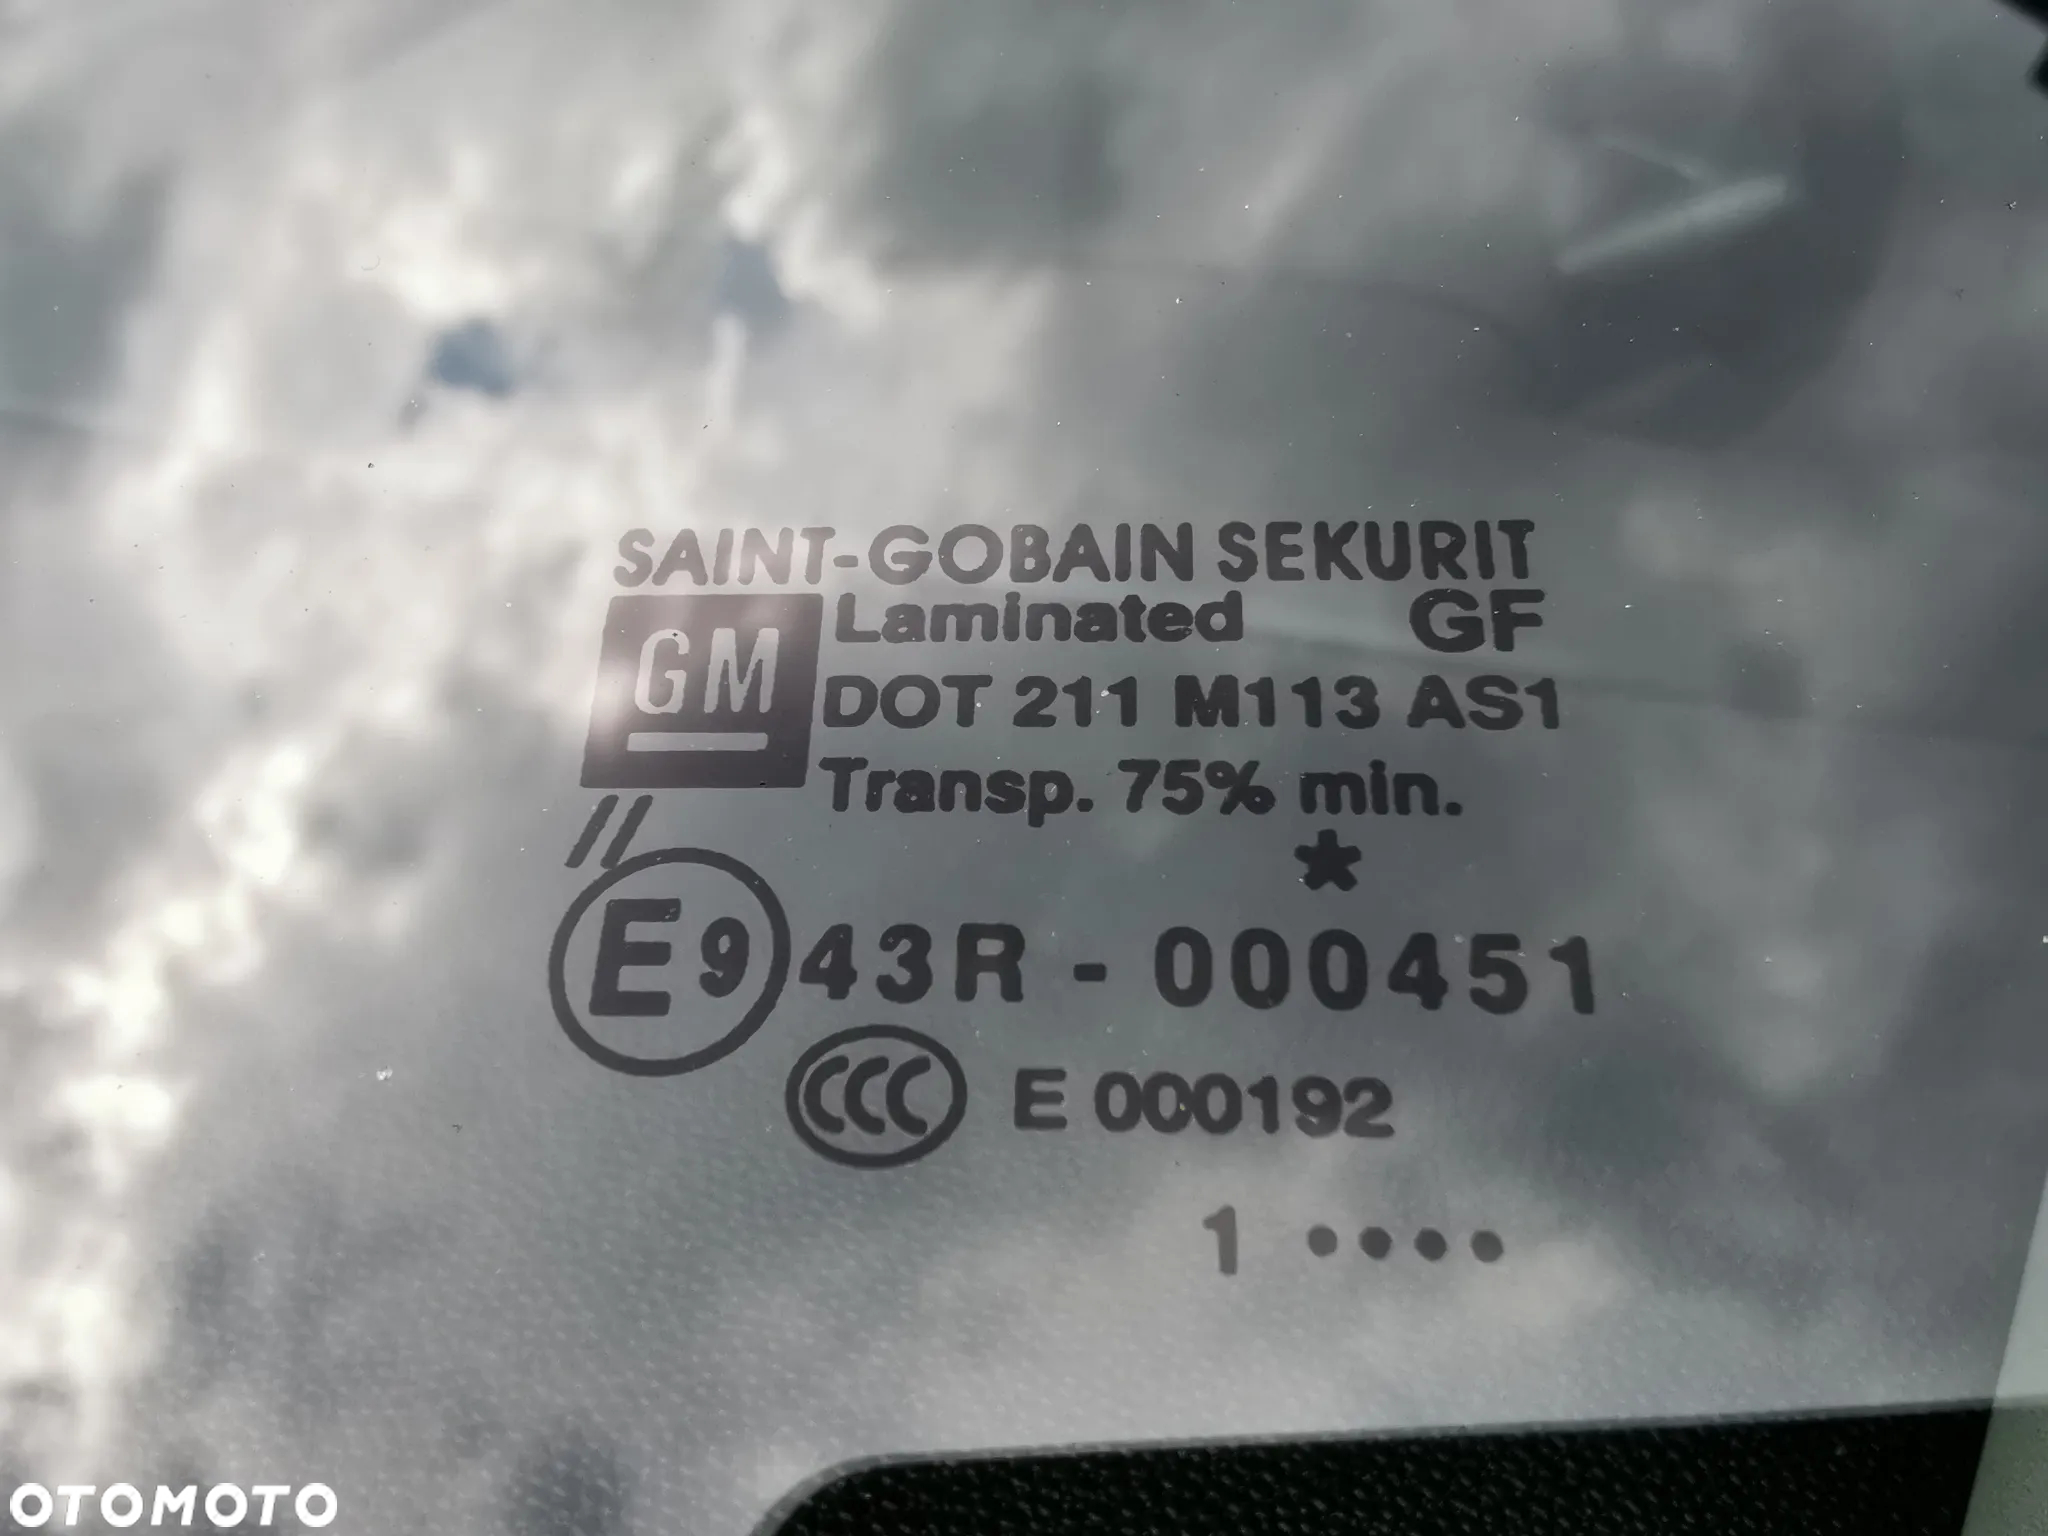 SAINT-GOBAIN SEKURIT
GM
Laminated GF
DOT 211 M113 AS1
Transp. 75% min.
//
*
E9 43R - 000451
CCC E 000192
1 ••••
OTOMOTO